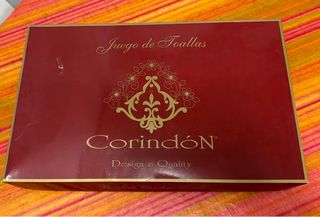 Juego de Toallas
CorindóN®
Design & Quality